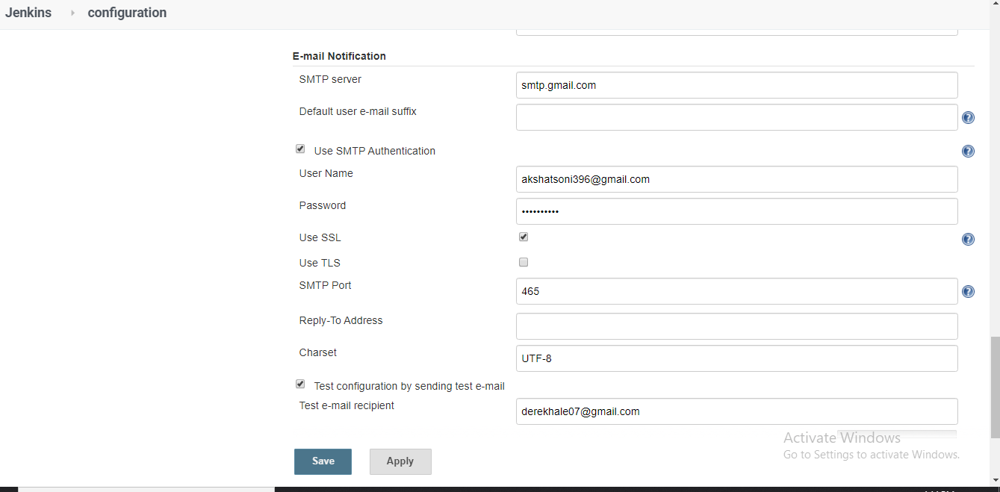 Jenkins configuration
E-mail Notification
SMTP server
smtp.gmail.com
Default user e-mail suffix
Use SMTP Authentication
User Name
akshatsoni396@gmail.com
Password
••••••••••
Use SSL
Use TLS
SMTP Port
465
Reply-To Address
Charset
UTF-8
Test configuration by sending test e-mail
Test e-mail recipient
derekhale07@gmail.com
Activate Windows
Go to Settings to activate Windows.
Save Apply